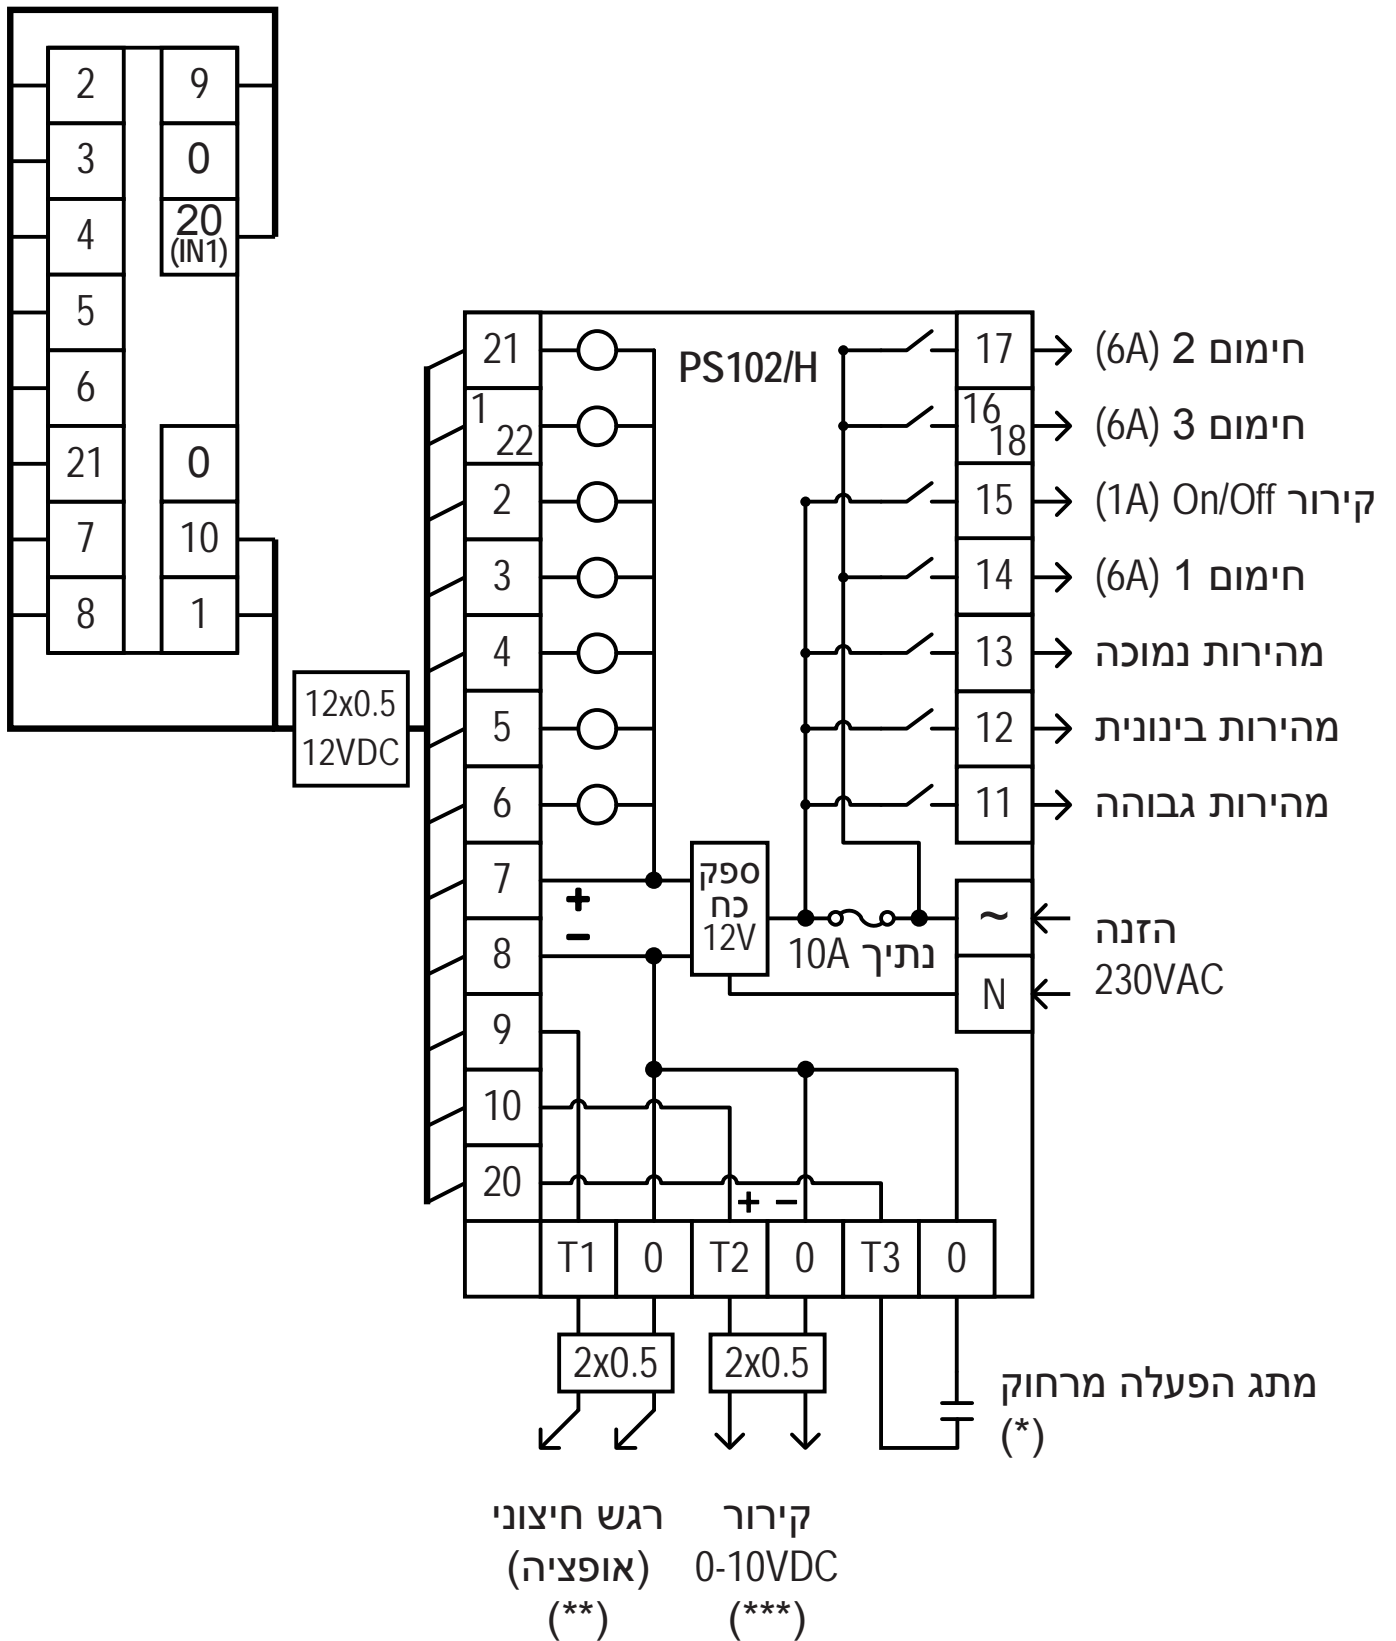 2 9
3 0
4 20
(IN1)
5
6
21 0
7 10
8 1
12x0.5
12VDC
PS102/H
21
1
22
2
3
4
5
6
7
8
9
10
20
+
−
ספק
כח
12V
נתיך 10A
17 חימום 2 (6A)
16
18 חימום 3 (6A)
15 קירור On/Off (1A)
14 חימום 1 (6A)
13 מהירות נמוכה
12 מהירות בינונית
11 מהירות גבוהה
~ הזנה
N 230VAC
+ −
T1 0 T2 0 T3 0
2x0.5 2x0.5
מתג הפעלה מרחוק
(*)
רגש חיצוני
(אופציה)
(**)
קירור
0-10VDC
(***)